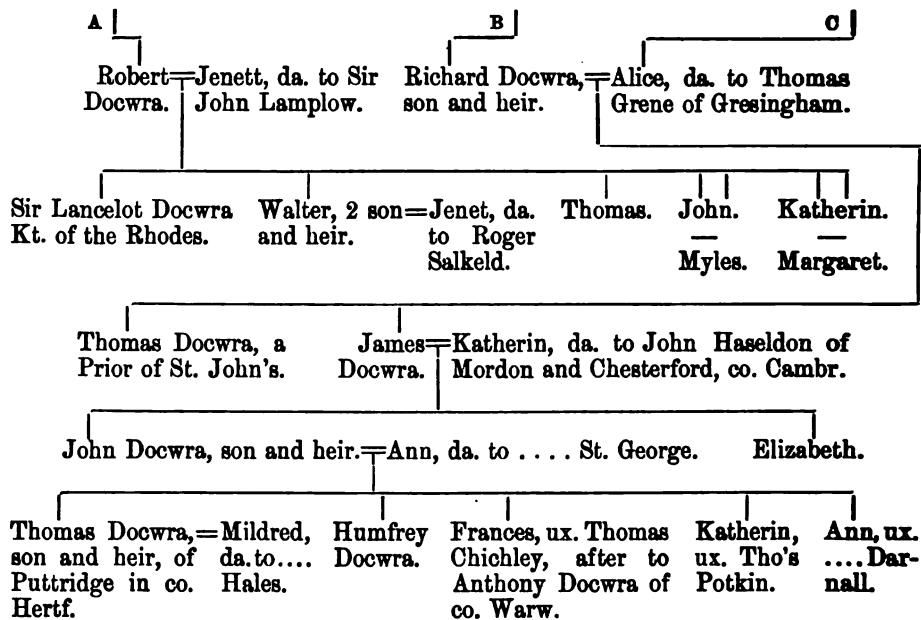 A B C
Robert = Jenett, da. to Sir Richard Docwra, = Alice, da. to Thomas
Docwra. John Lamplow. son and heir. Grene of Gresingham.
Sir Lancelot Docwra Walter, 2 son = Jenet, da. Thomas. John. Katherin.
Kt. of the Rhodes. and heir. to Roger — —
Salkeld. Myles. Margaret.
Thomas Docwra, a James = Katherin, da. to John Haseldon of
Prior of St. John's. Docwra. Mordon and Chesterford, co. Cambr.
John Docwra, son and heir. = Ann, da. to .... St. George. Elizabeth.
Thomas Docwra, = Mildred, Humfrey Frances, ux. Thomas Katherin, Ann, ux.
son and heir, of da. to.... Docwra. Chichley, after to ux. Tho's ....Dar-
Puttridge in co. Hales. Anthony Docwra of Potkin. nall.
Hertf. co. Warw.